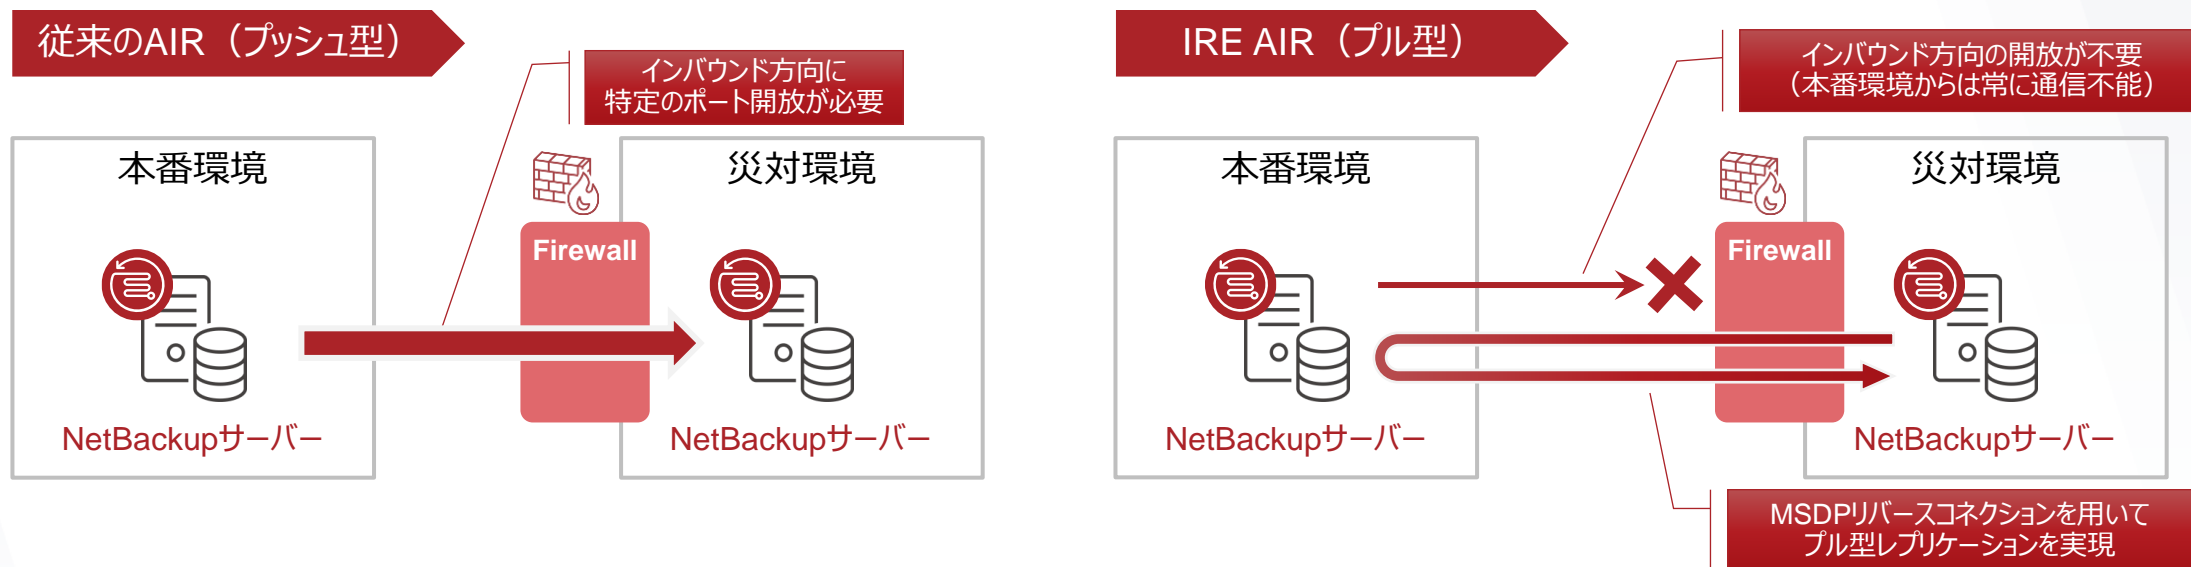 従来のAIR（プッシュ型）
インバウンド方向に
特定のポート開放が必要
本番環境
災対環境
Firewall
NetBackupサーバー
NetBackupサーバー
IRE AIR（プル型）
インバウンド方向の開放が不要
（本番環境からは常に通信不能）
本番環境
災対環境
Firewall
NetBackupサーバー
NetBackupサーバー
MSDPリバースコネクションを用いて
プル型レプリケーションを実現